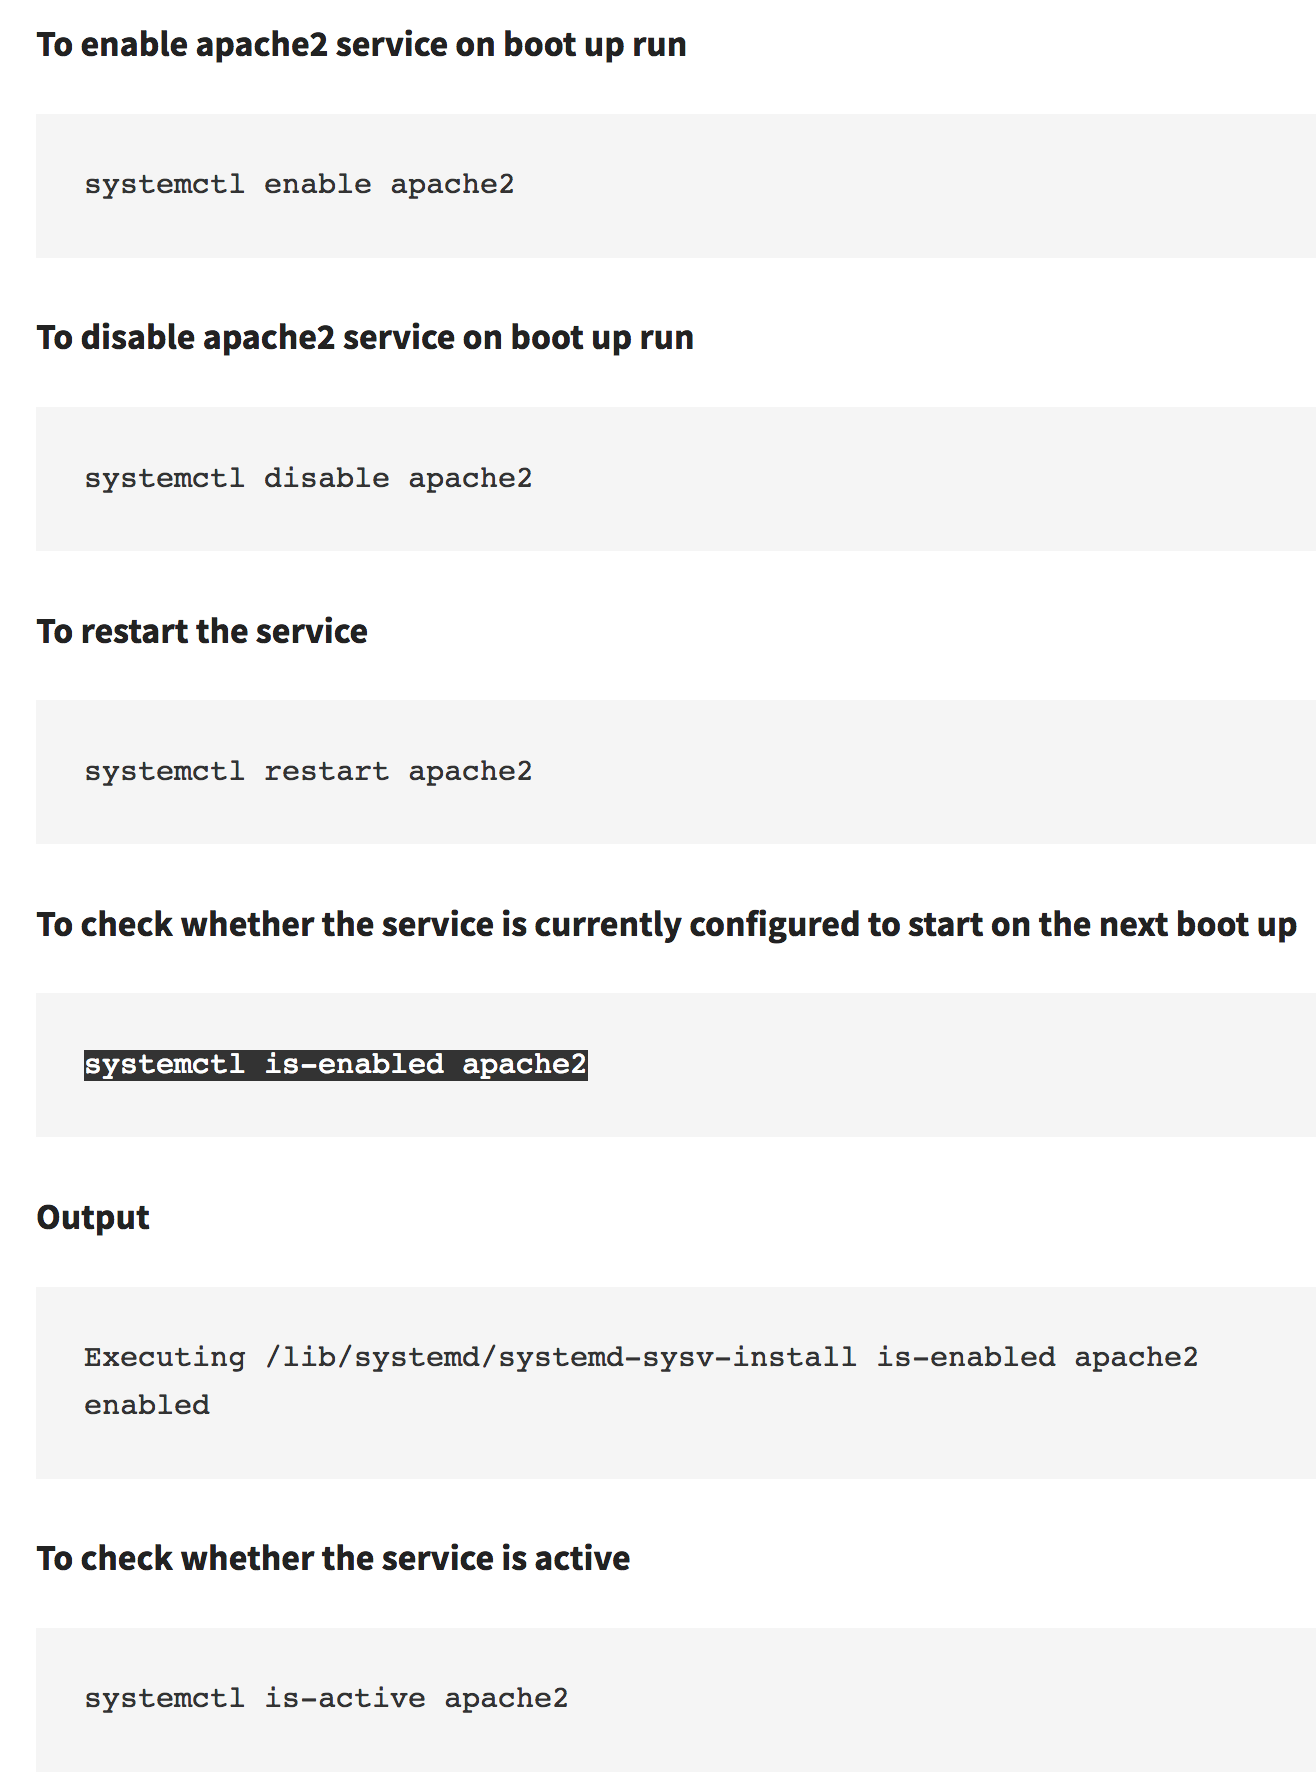 To enable apache2 service on boot up run
systemctl enable apache2
To disable apache2 service on boot up run
systemctl disable apache2
To restart the service
systemctl restart apache2
To check whether the service is currently configured to start on the next boot up
systemctl is-enabled apache2
Output
Executing /lib/systemd/systemd-sysv-install is-enabled apache2
enabled
To check whether the service is active
systemctl is-active apache2